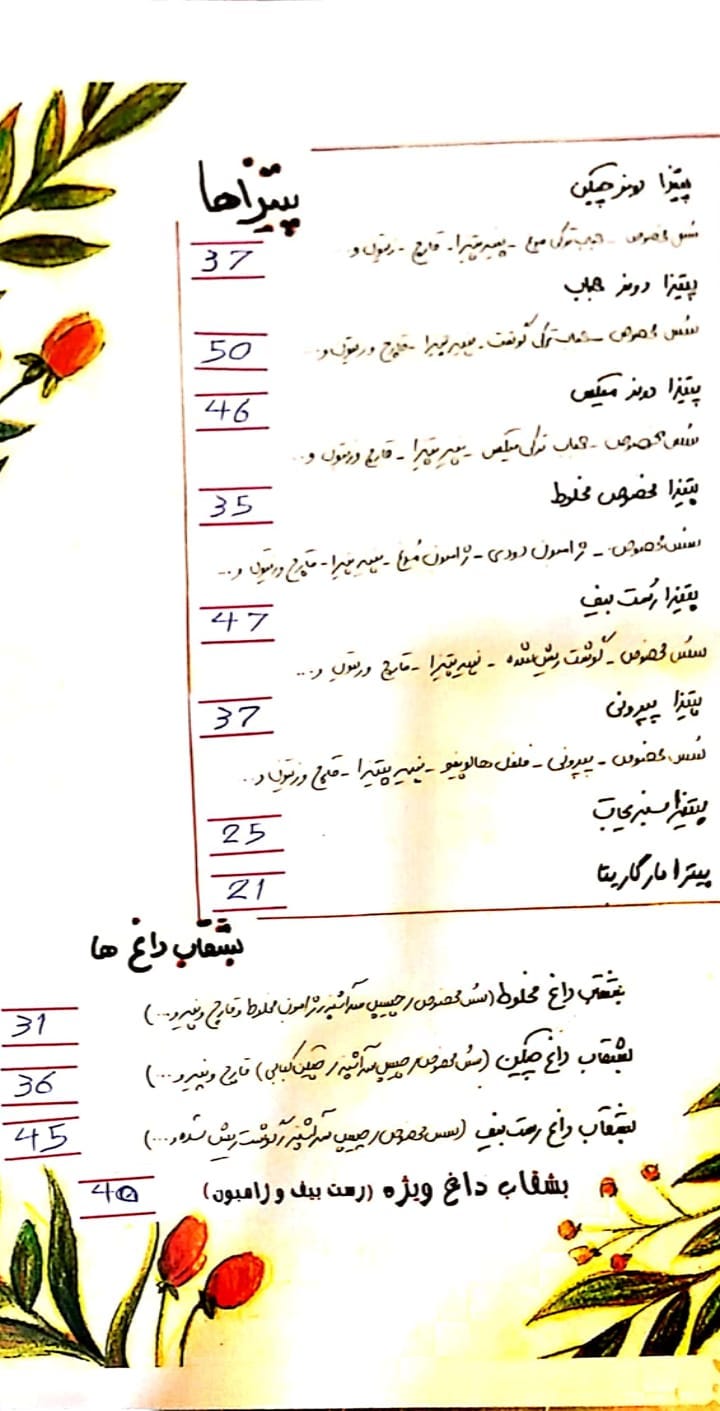 پیتزاها
پیتزا دونر چیکن
سس مخصوص - کباب ترکی مرغ - پنیر پیتزا - قارچ - زیتون و...
37
پیتزا دونر کباب
سس مخصوص - کباب ترکی گوشت - پنیر پیتزا - قارچ و زیتون و...
50
پیتزا دونر میکس
46
سس مخصوص - کباب ترکی میکس - پنیر پیتزا - قارچ و زیتون و...
پیتزا مخصوص مخلوط
35
سس مخصوص - ژامبون دودی - ژامبون مرغ - پنیر پیتزا - قارچ و زیتون و...
پیتزا رست بیف
47
سس مخصوص - گوشت ریش شده - پنیر پیتزا - قارچ و زیتون و...
پیتزا پپرونی
37
سس مخصوص - پپرونی - فلفل هالوپینو - پنیر پیتزا - قارچ و زیتون و...
پیتزا سبزیجات
25
پیتزا مارگاریتا
21
بشقاب داغ ها
بشقاب داغ مخلوط (سس مخصوص، چیپس سرآشپز، ژامبون مخلوط و قارچ و پنیر و...)
31
بشقاب داغ چیکن (سس مخصوص، چیپس سرآشپز، چیکن کبابی) قارچ و پنیر و...)
36
بشقاب داغ رست بیف (سس مخصوص، چیپس سرآشپز، گوشت ریش شده و...)
45
بشقاب داغ ویژه (رست بیف و ژامبون)
40